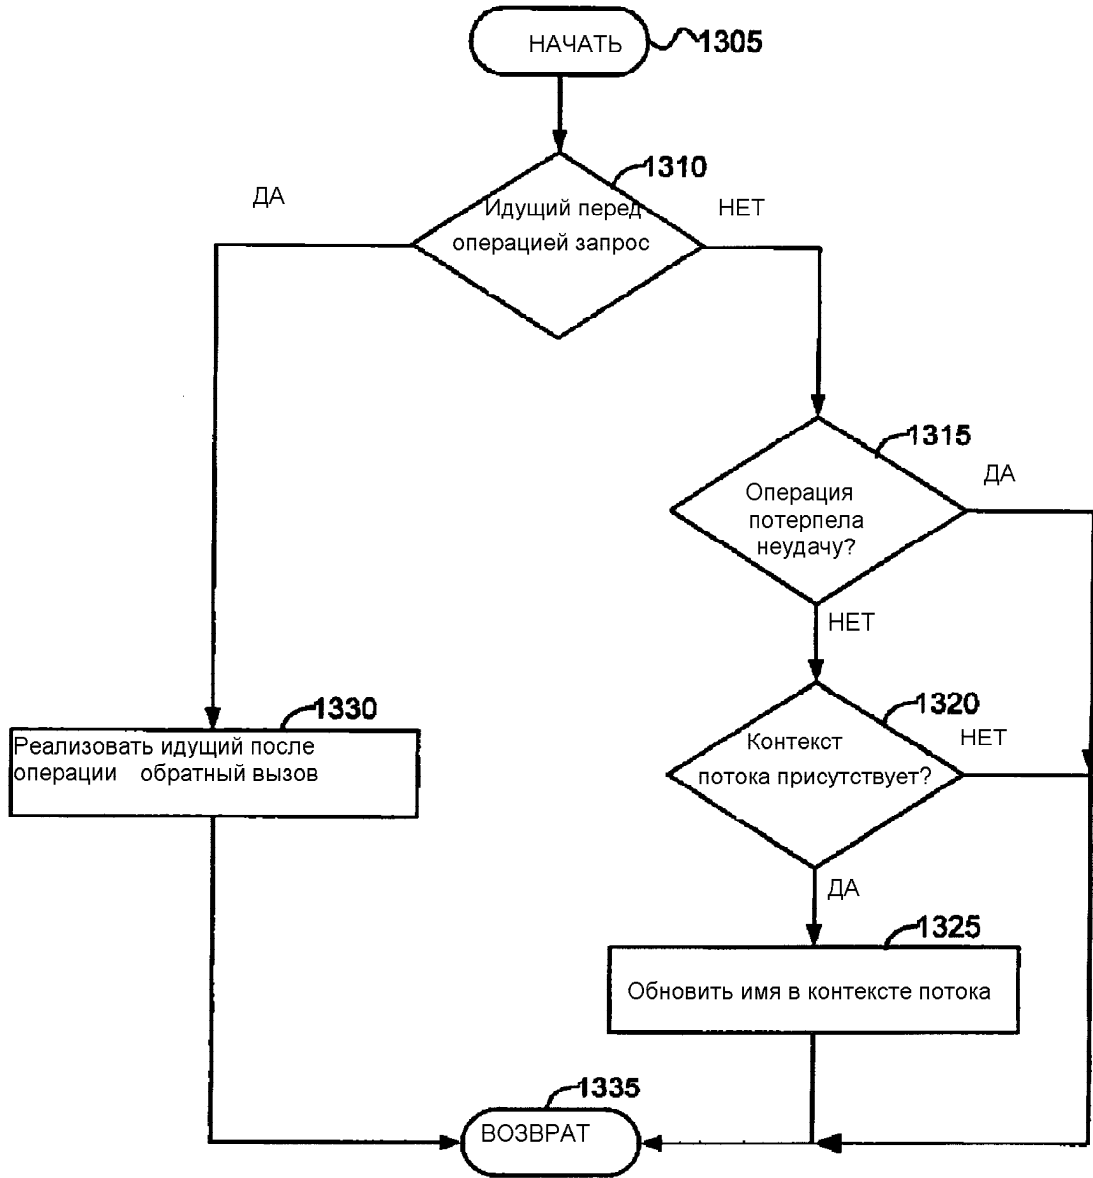 НАЧАТЬ
1305
1310
ДА
Идущий перед
НЕТ
операцией запрос
1315
ДА
Операция
потерпела
неудачу?
НЕТ
1330
1320
Реализовать идущий после
операции обратный вызов
Контекст
НЕТ
потока присутствует?
ДА
1325
Обновить имя в контексте потока
1335
ВОЗВРАТ